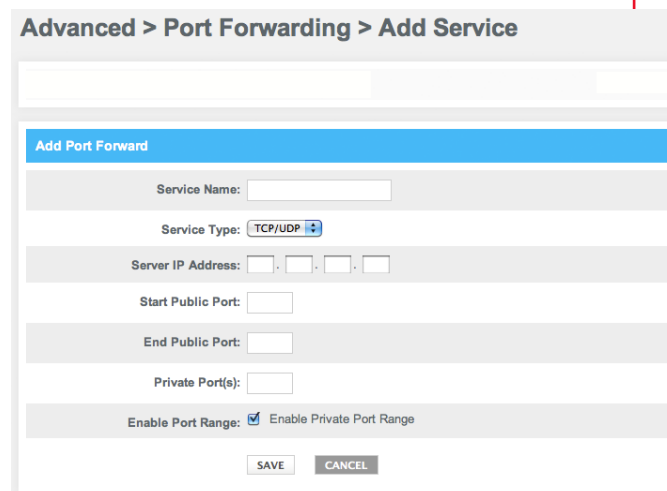 Advanced > Port Forwarding > Add Service
Add Port Forward
Service Name:
Service Type: TCP/UDP
Server IP Address: . . .
Start Public Port:
End Public Port:
Private Port(s):
Enable Port Range: Enable Private Port Range
SAVE CANCEL